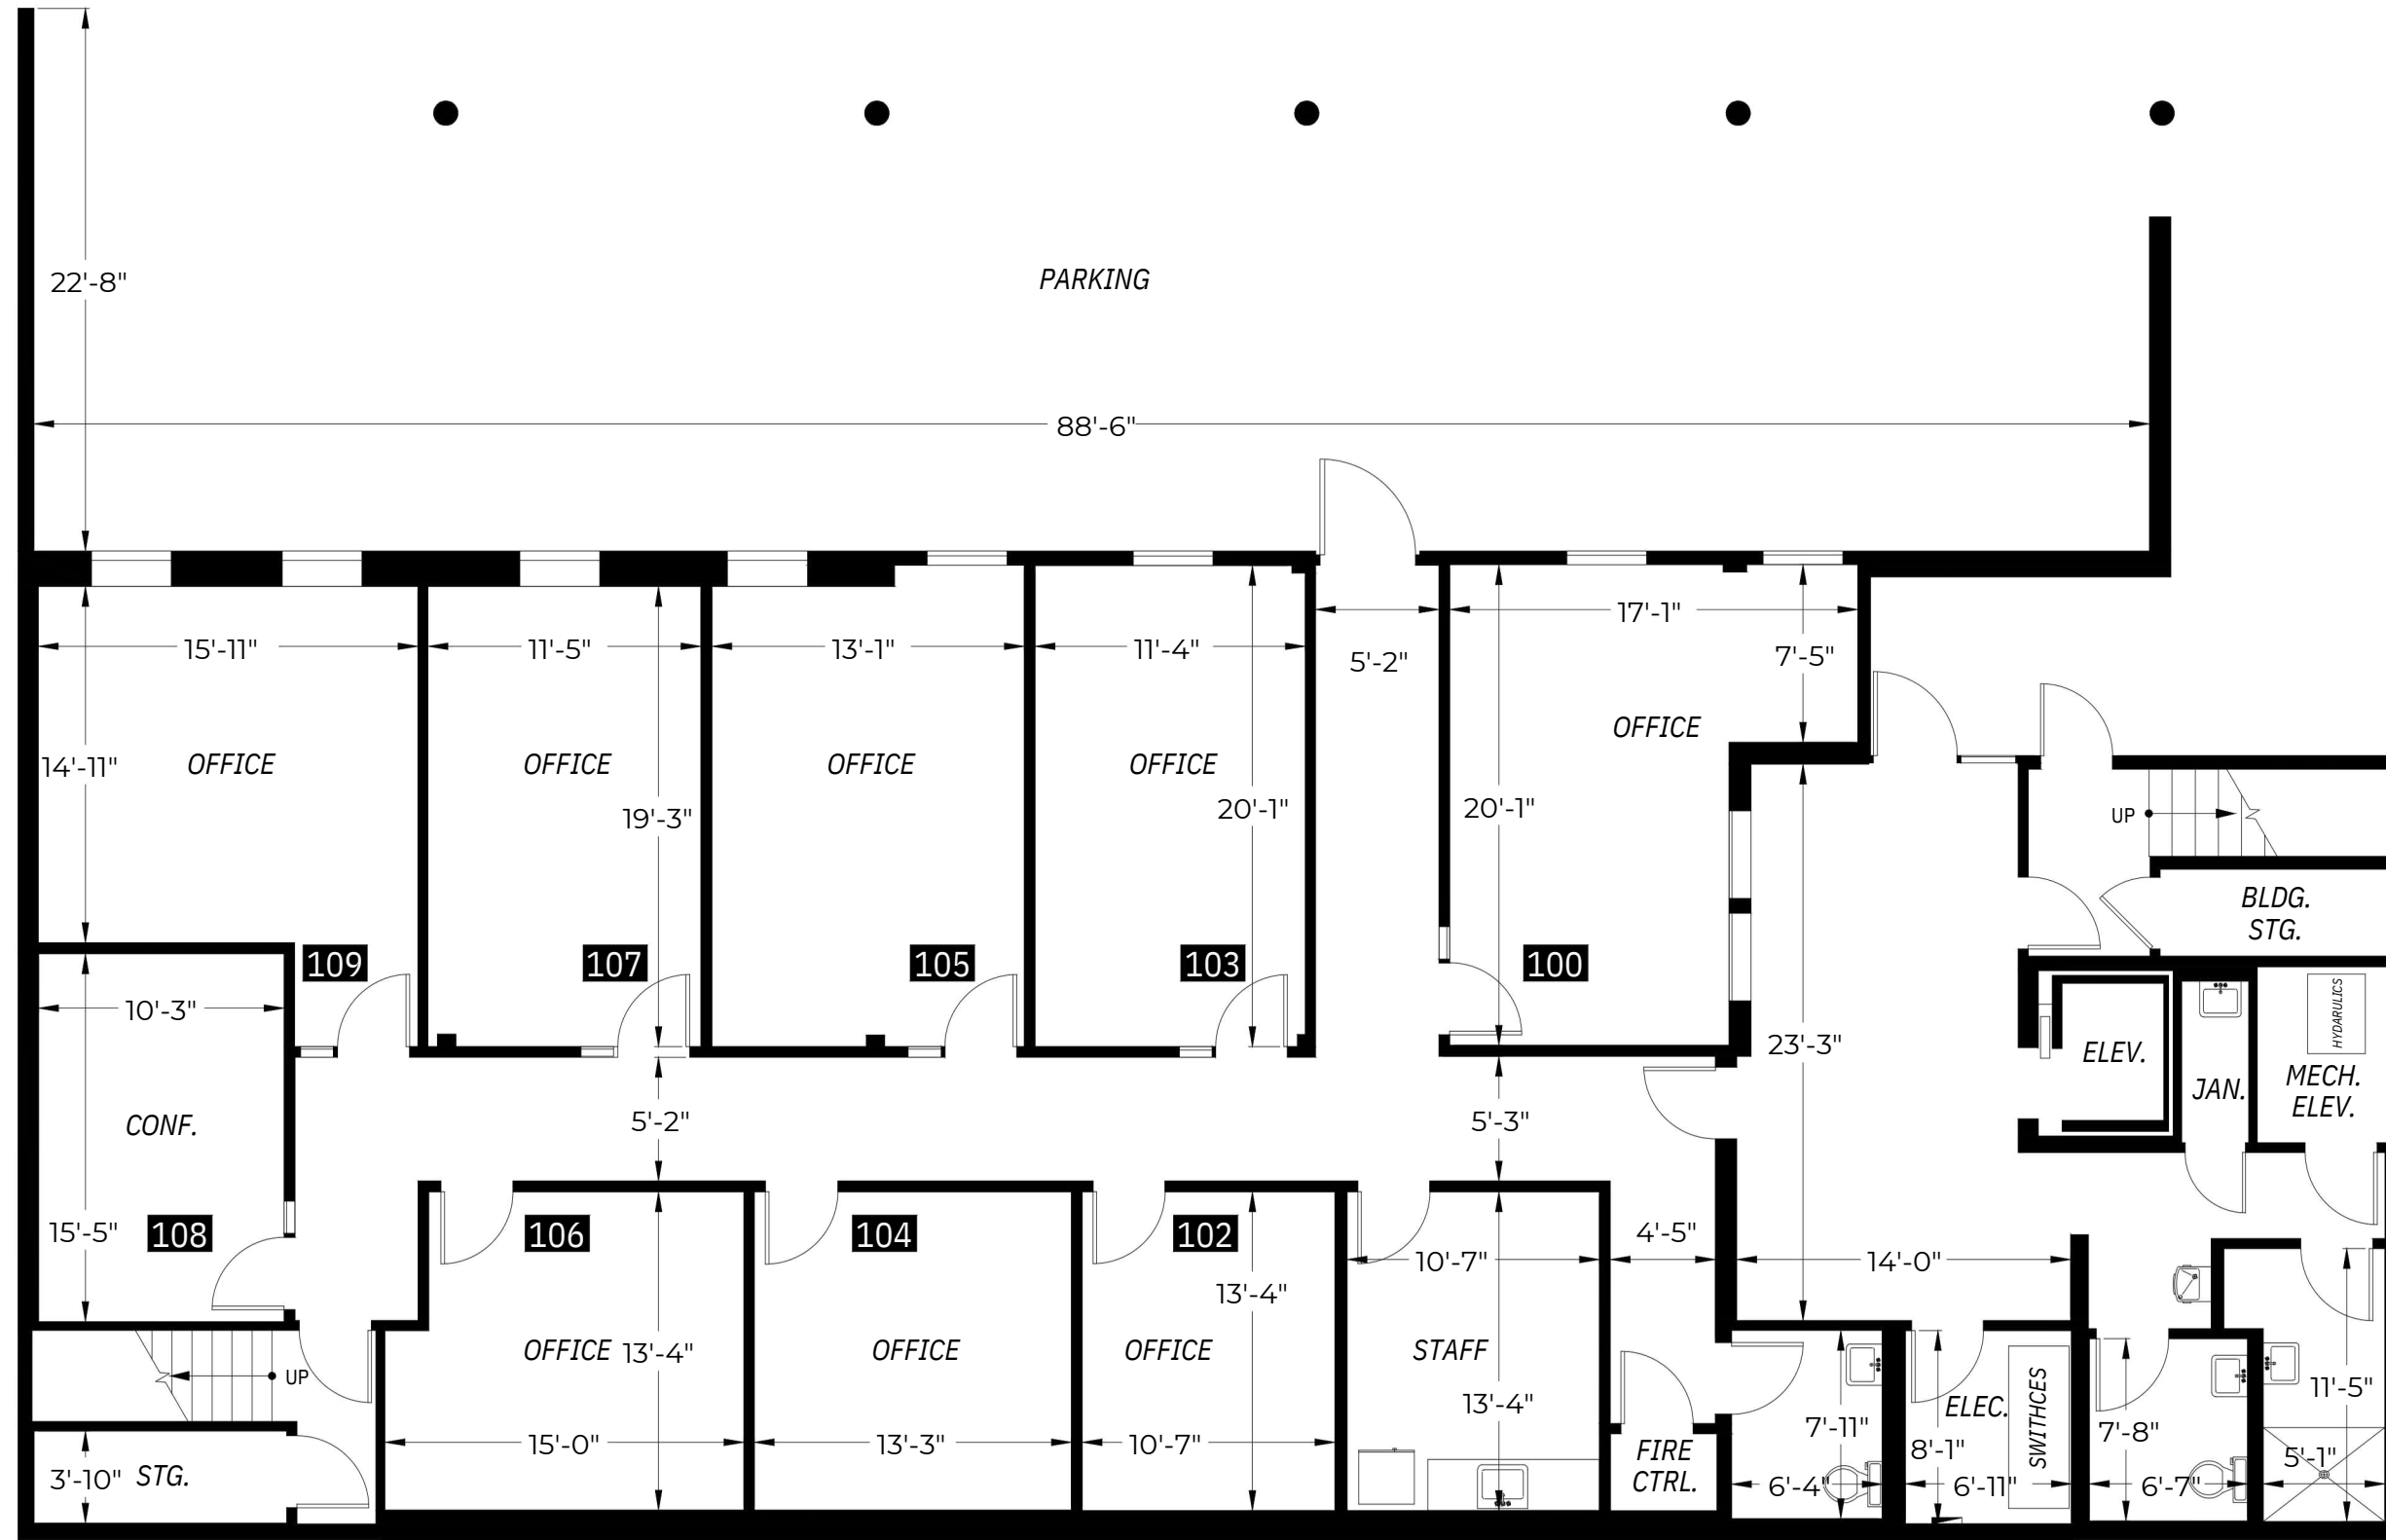 22'-8"
PARKING
88'-6"
15'-11"
11'-5"
13'-1"
11'-4"
5'-2"
17'-1"
7'-5"
14'-11"
OFFICE
OFFICE
OFFICE
OFFICE
OFFICE
19'-3"
20'-1"
20'-1"
UP
BLDG.
STG.
109
107
105
103
100
10'-3"
23'-3"
HYDARULICS
ELEV.
JAN.
MECH.
ELEV.
CONF.
5'-2"
5'-3"
15'-5"
108
106
104
102
4'-5"
10'-7"
14'-0"
13'-4"
OFFICE
13'-4"
OFFICE
OFFICE
STAFF
UP
13'-4"
ELEC.
SWITHCES
11'-5"
7'-11"
8'-1"
7'-8"
3'-10"
STG.
15'-0"
13'-3"
10'-7"
FIRE
CTRL.
6'-4"
6'-11"
6'-7"
5'-1"